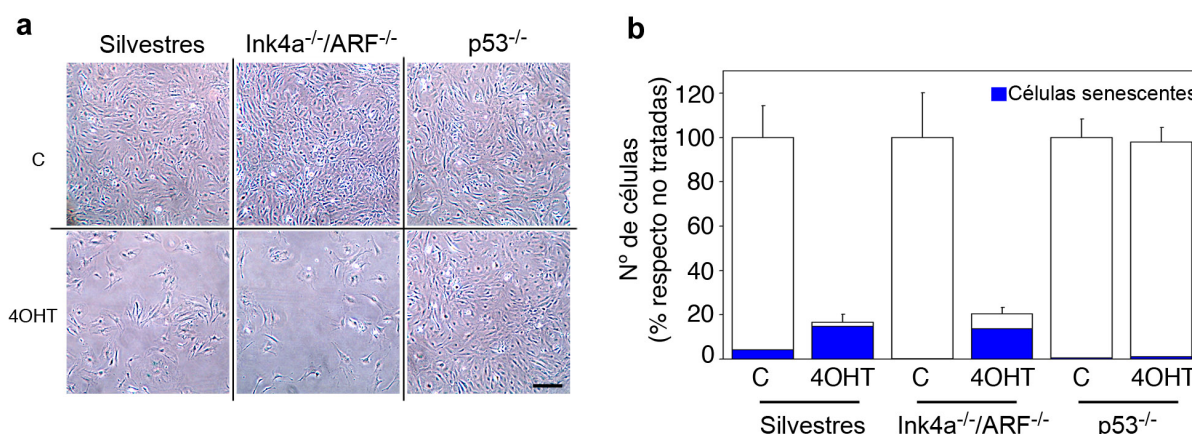 a
Silvestres Ink4a-/-/ARF-/- p53-/-
C
4OHT
b
Nº de células
(% respecto no tratadas)
120
100
80
60
40
20
0
Células senescentes
C 4OHT C 4OHT C 4OHT
Silvestres Ink4a-/-/ARF-/- p53-/-